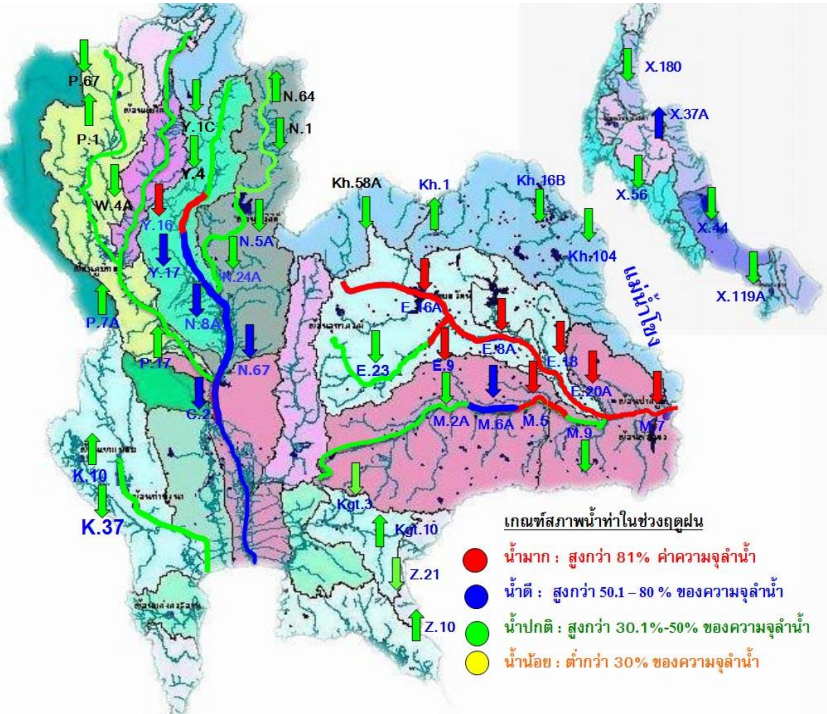 X.180
P.67
N.64
X.37A
Y.1C
N.1
P.1
Y.4
Kh.58A
Kh.1
Kh.16B
X.56
W.4A
Y.16
X.44
N.5A
Kh.104
แม่น้ำโขง
Y.17
N.24A
X.119A
E.16A
P.7A
N.8A
E.8A
P.17
N.67
E.23
E.9
E.18
E.20A
C.2
M.2A
M.6A
M.5
M.9
M.7
K.10
Kgt.3
K.37
Kgt.10
Z.21
Z.10
เกณฑ์สภาพน้ำท่าในช่วงฤดูฝน
น้ำมาก : สูงกว่า 81% ค่าความจุลำน้ำ
น้ำดี : สูงกว่า 50.1 – 80 % ของความจุลำน้ำ
น้ำปกติ : สูงกว่า 30.1%-50% ของความจุลำน้ำ
น้ำน้อย : ต่ำกว่า 30% ของความจุลำน้ำ